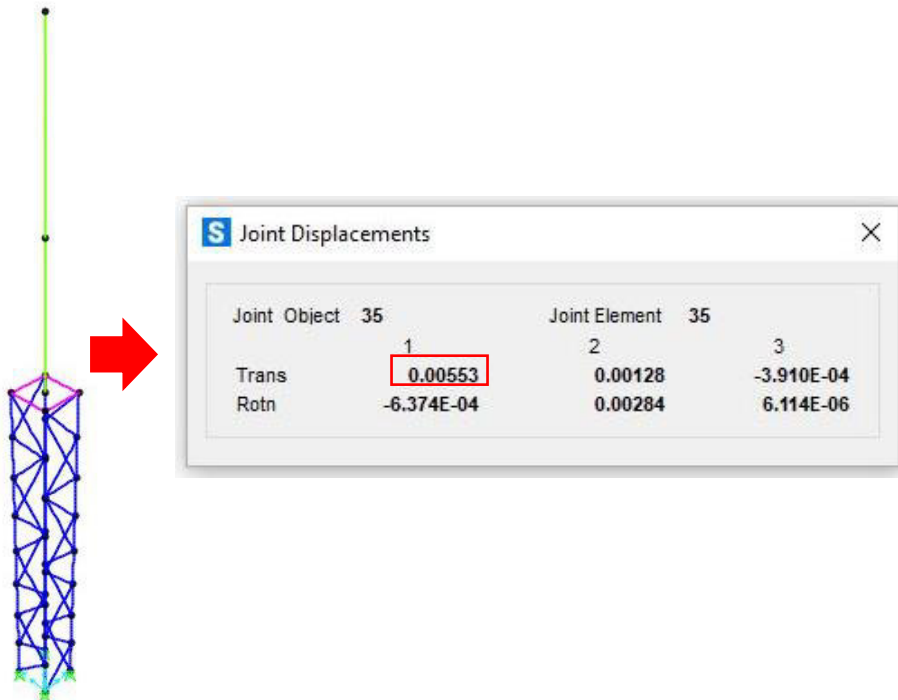 S Joint Displacements
Joint Object 35 Joint Element 35
1 2 3
Trans 0.00553 0.00128 -3.910E-04
Rotn -6.374E-04 0.00284 6.114E-06